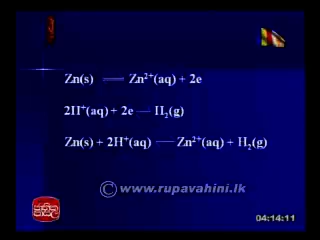 Zn(s) ⟶ Zn²⁺(aq) + 2e
2H⁺(aq) + 2e ⟶ H₂(g)
Zn(s) + 2H⁺(aq) ⟶ Zn²⁺(aq) + H₂(g)
© www.rupavahini.lk
04:14:11